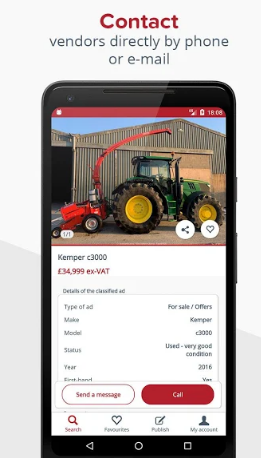 Contact
vendors directly by phone
or e-mail
18:08
1/1
Kemper c3000
£34,999 ex-VAT
Details of the classified ad
Type of ad For sale / Offers
Make Kemper
Model c3000
Status Used - very good
condition
Year 2016
First-hand Yes
Send a message Call
Search Favourites Publish My account